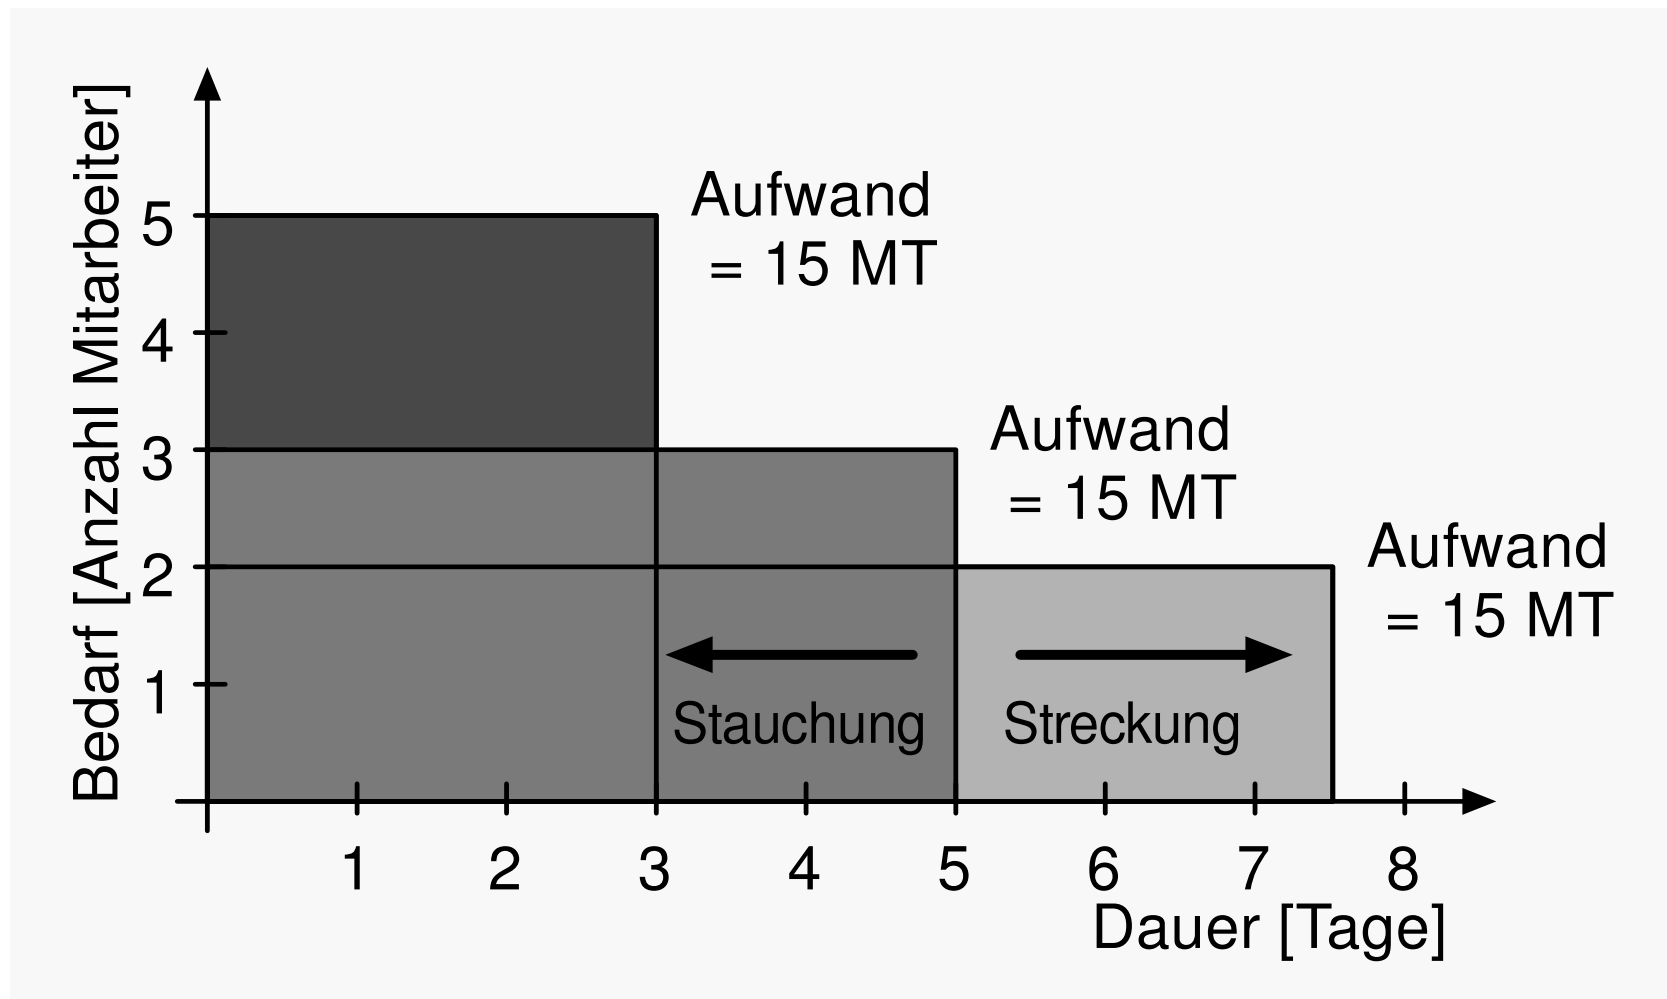 Bedarf [Anzahl Mitarbeiter]
5
4
3
2
1
Aufwand
= 15 MT
Aufwand
= 15 MT
Aufwand
= 15 MT
Stauchung
Streckung
1 2 3 4 5 6 7 8
Dauer [Tage]